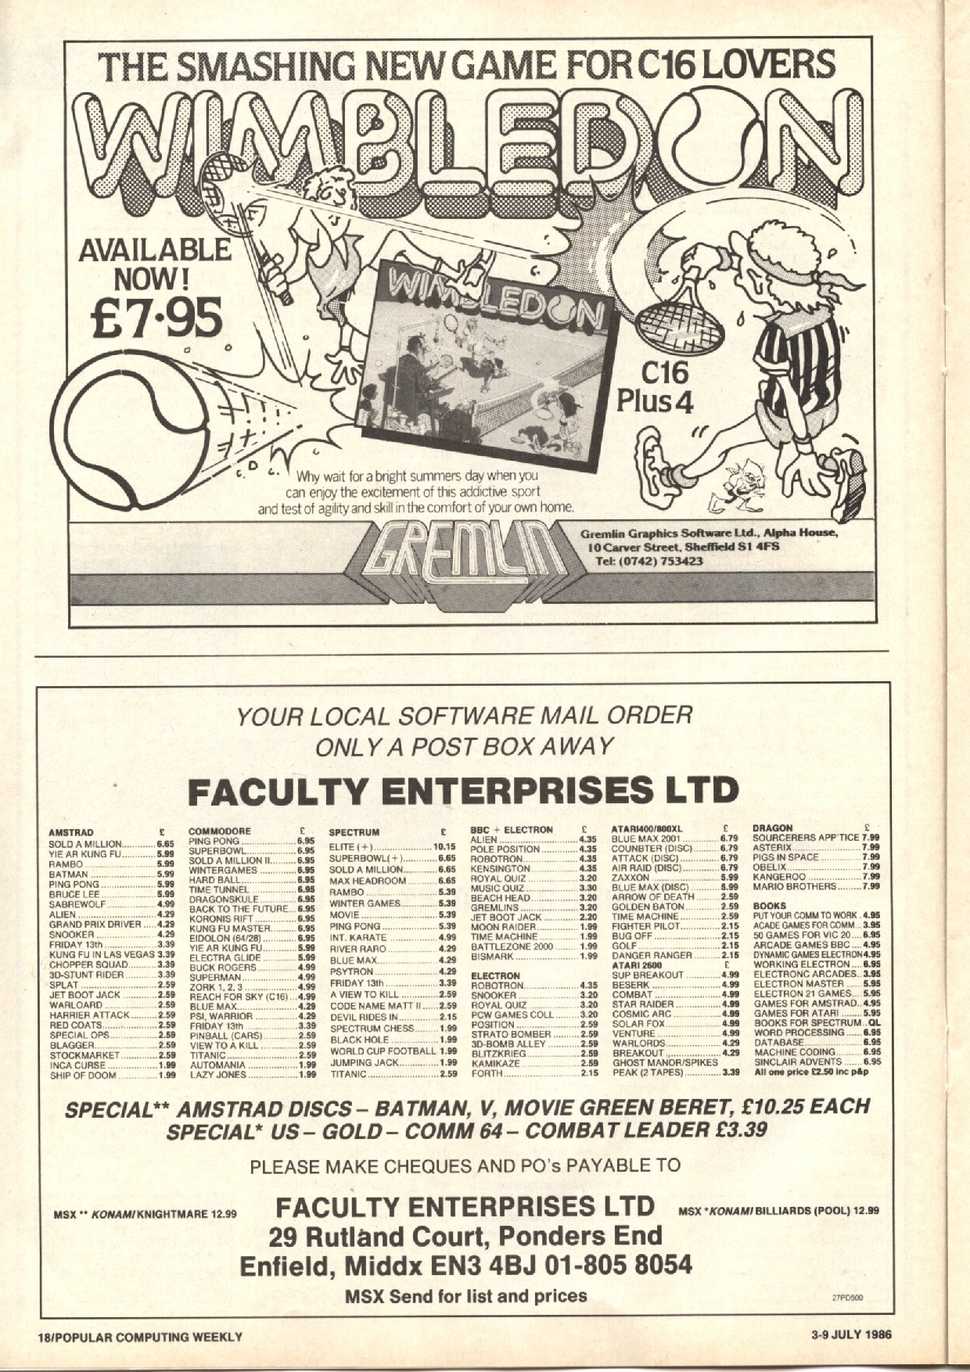 THE SMASHING NEW GAME FOR C16 LOVERS
WIMBLEDON
AVAILABLE
NOW!
£7·95
WIMBLEDON
C16
Plus 4
Why wait for a bright summers day when you
can enjoy the excitement of this addictive sport
and test of agility and skill in the comfort of your own home.
GREMLIN
Gremlin Graphics Software Ltd., Alpha House,
10 Carver Street, Sheffield S1 4FS
Tel: (0742) 753423
YOUR LOCAL SOFTWARE MAIL ORDER
ONLY A POST BOX AWAY
FACULTY ENTERPRISES LTD
AMSTRAD £
SOLD A MILLION 6.65
YIE AR KUNG FU 5.99
RAMBO 5.99
BATMAN 5.99
PING PONG 5.99
BRUCE LEE 5.99
SABREWOLF 4.99
ALIEN 4.29
GRAND PRIX DRIVER 4.29
SNOOKER 4.29
FRIDAY 13th 3.39
KUNG FU IN LAS VEGAS 3.39
CHOPPER SQUAD 3.39
3D-STUNT RIDER 3.39
SPLAT 2.59
JET BOOT JACK 2.59
WARLOARD 2.59
HARRIER ATTACK 2.59
RED COATS 2.59
SPECIAL OPS 2.59
BLAGGER 2.59
STOCKMARKET 2.59
INCA CURSE 1.99
SHIP OF DOOM 1.99
COMMODORE £
PING PONG 6.95
SUPERBOWL 6.95
SOLD A MILLION II 6.95
WINTERGAMES 6.95
HARD BALL 6.95
TIME TUNNEL 6.95
DRAGONSKULE 6.95
BACK TO THE FUTURE 6.95
KORONIS RIFT 6.95
KUNG FU MASTER 6.95
EIDOLON (64/28) 6.95
YIE AR KUNG FU 5.99
ELECTRA GLIDE 5.99
BUCK ROGERS 4.99
SUPERMAN 4.99
ZORK 1, 2, 3 4.99
REACH FOR SKY (C16) 4.99
BLUE MAX 4.29
PSI, WARRIOR 4.29
FRIDAY 13th 3.39
PINBALL (CARS) 2.59
VIEW TO A KILL 2.59
TITANIC 2.59
AUTOMANIA 1.99
LAZY JONES 1.99
SPECTRUM £
ELITE (+) 10.15
SUPERBOWL(+) 6.65
SOLD A MILLION 6.65
MAX HEADROOM 6.65
RAMBO 5.39
WINTER GAMES 5.39
MOVIE 5.39
PING PONG 5.39
INT. KARATE 4.99
RIVER RARO 4.29
BLUE MAX 4.29
PSYTRON 4.29
FRIDAY 13th 3.39
A VIEW TO KILL 2.59
CODE NAME MATT II 2.59
DEVIL RIDES IN 2.15
SPECTRUM CHESS 1.99
BLACK HOLE 1.99
WORLD CUP FOOTBALL 1.99
JUMPING JACK 1.99
TITANIC 2.59
BBC + ELECTRON £
ALIEN 4.35
POLE POSITION 4.35
ROBOTRON 4.35
KENSINGTON 4.35
ROYAL QUIZ 3.20
MUSIC QUIZ 3.30
BEACH HEAD 3.20
GREMLINS 3.20
JET BOOT JACK 2.20
MOON RAIDER 1.99
TIME MACHINE 1.99
BATTLEZONE 2000 1.99
BISMARK 1.99
ELECTRON
ROBOTRON 4.35
SNOOKER 3.20
ROYAL QUIZ 3.20
PCW GAMES COLL 3.20
POSITION 2.59
STRATO BOMBER 2.59
3D-BOMB ALLEY 2.59
BLITZKRIEG 2.59
KAMIKAZE 2.59
FORTH 2.15
ATARI400/800XL £
BLUE MAX 2001 6.79
COUNBTER (DISC) 6.79
ATTACK (DISC) 6.79
AIR RAID (DISC) 6.79
ZAXXON 5.99
BLUE MAX (DISC) 5.99
ARROW OF DEATH 2.59
GOLDEN BATON 2.59
TIME MACHINE 2.59
FIGHTER PILOT 2.15
BUG OFF 2.15
GOLF 2.15
DANGER RANGER 2.15
ATARI 2600 £
SUP BREAKOUT 4.99
BESERK 4.99
COMBAT 4.99
STAR RAIDER 4.99
COSMIC ARC 4.99
SOLAR FOX 4.99
VENTURE 4.99
WARLORDS 4.29
BREAKOUT 4.29
GHOST MANOR/SPIKES
PEAK (2 TAPES) 3.39
DRAGON £
SOURCERERS APP'TICE 7.99
ASTERIX 7.99
PIGS IN SPACE 7.99
OBELIX 7.99
KANGEROO 7.99
MARIO BROTHERS 7.99
BOOKS
PUT YOUR COMM TO WORK 4.95
ACADE GAMES FOR COMM 3.95
50 GAMES FOR VIC 20 6.95
ARCADE GAMES BBC 4.95
DYNAMIC GAMES ELECTRON 4.95
WORKING ELECTRON 6.95
ELECTRONC ARCADES 3.95
ELECTRON MASTER 5.95
ELECTRON 21 GAMES 5.95
GAMES FOR AMSTRAD 4.95
GAMES FOR ATARI 5.95
BOOKS FOR SPECTRUM QL
WORD PROCESSING 6.95
DATABASE 6.95
MACHINE CODING 6.95
SINCLAIR ADVENTS 6.95
All one price £2.50 inc p&p
SPECIAL** AMSTRAD DISCS – BATMAN, V, MOVIE GREEN BERET, £10.25 EACH
SPECIAL* US – GOLD – COMM 64 – COMBAT LEADER £3.39
PLEASE MAKE CHEQUES AND PO's PAYABLE TO
MSX ** KONAMI KNIGHTMARE 12.99
FACULTY ENTERPRISES LTD
MSX *KONAMI BILLIARDS (POOL) 12.99
29 Rutland Court, Ponders End
Enfield, Middx EN3 4BJ 01-805 8054
MSX Send for list and prices
27PD500
18/POPULAR COMPUTING WEEKLY
3-9 JULY 1986